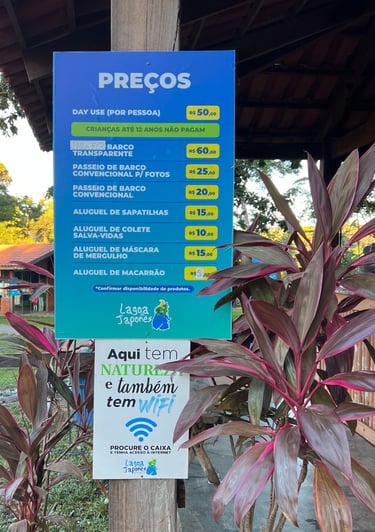 PREÇOS
DAY USE (POR PESSOA) R$ 50,00
CRIANÇAS ATÉ 12 ANOS NÃO PAGAM
BARCO
TRANSPARENTE R$ 60,00
PASSEIO DE BARCO
CONVENCIONAL P/ FOTOS R$ 25,00
PASSEIO DE BARCO
CONVENCIONAL R$ 20,00
ALUGUEL DE SAPATILHAS R$ 15,00
ALUGUEL DE COLETE
SALVA-VIDAS R$ 10,00
ALUGUEL DE MÁSCARA
DE MERGULHO R$ 15,00
ALUGUEL DE MACARRÃO R$
*Confirmar disponibilidade de produtos.
Lagoa
Japonês
Aqui tem
NATUREZA
e também
tem wifi
PROCURE O CAIXA
E TENHA ACESSO À INTERNET
Lagoa
Japonês